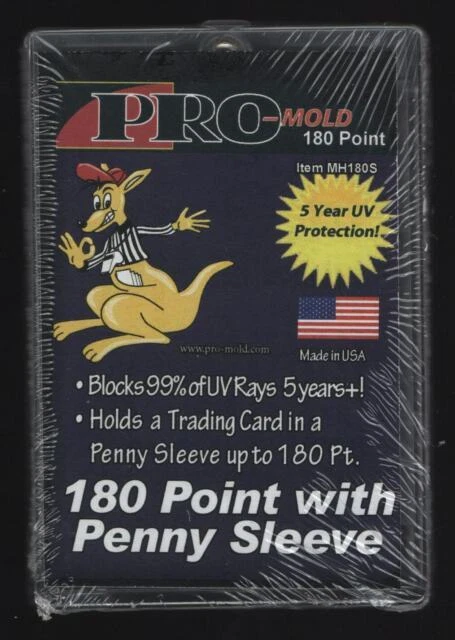 PRO-MOLD
180 Point
Item MH180S
5 Year UV
Protection!
www.pro-mold.com
Made in USA
• Blocks 99% of UV Rays 5 years+!
• Holds a Trading Card in a
Penny Sleeve up to 180 Pt.
180 Point with
Penny Sleeve